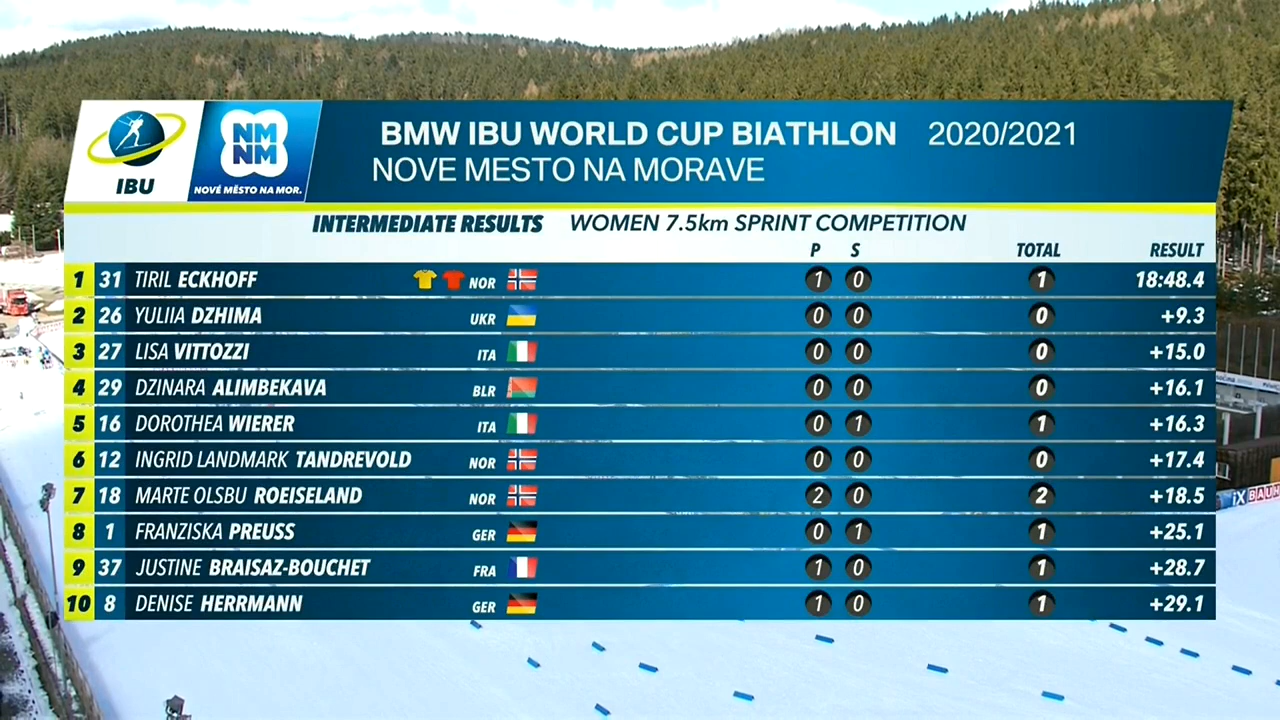 BMW IBU WORLD CUP BIATHLON 2020/2021
NOVE MESTO NA MORAVE
IBU
NM
NM
NOVÉ MĚSTO NA MOR.
INTERMEDIATE RESULTS WOMEN 7.5km SPRINT COMPETITION
P S TOTAL RESULT
1 31 TIRIL ECKHOFF NOR 1 0 1 18:48.4
2 26 YULIIA DZHIMA UKR 0 0 0 +9.3
3 27 LISA VITTOZZI ITA 0 0 0 +15.0
4 29 DZINARA ALIMBEKAVA BLR 0 0 0 +16.1
5 16 DOROTHEA WIERER ITA 0 1 1 +16.3
6 12 INGRID LANDMARK TANDREVOLD NOR 0 0 0 +17.4
7 18 MARTE OLSBU ROEISELAND NOR 2 0 2 +18.5
8 1 FRANZISKA PREUSS GER 0 1 1 +25.1
9 37 JUSTINE BRAISAZ-BOUCHET FRA 1 0 1 +28.7
10 8 DENISE HERRMANN GER 1 0 1 +29.1